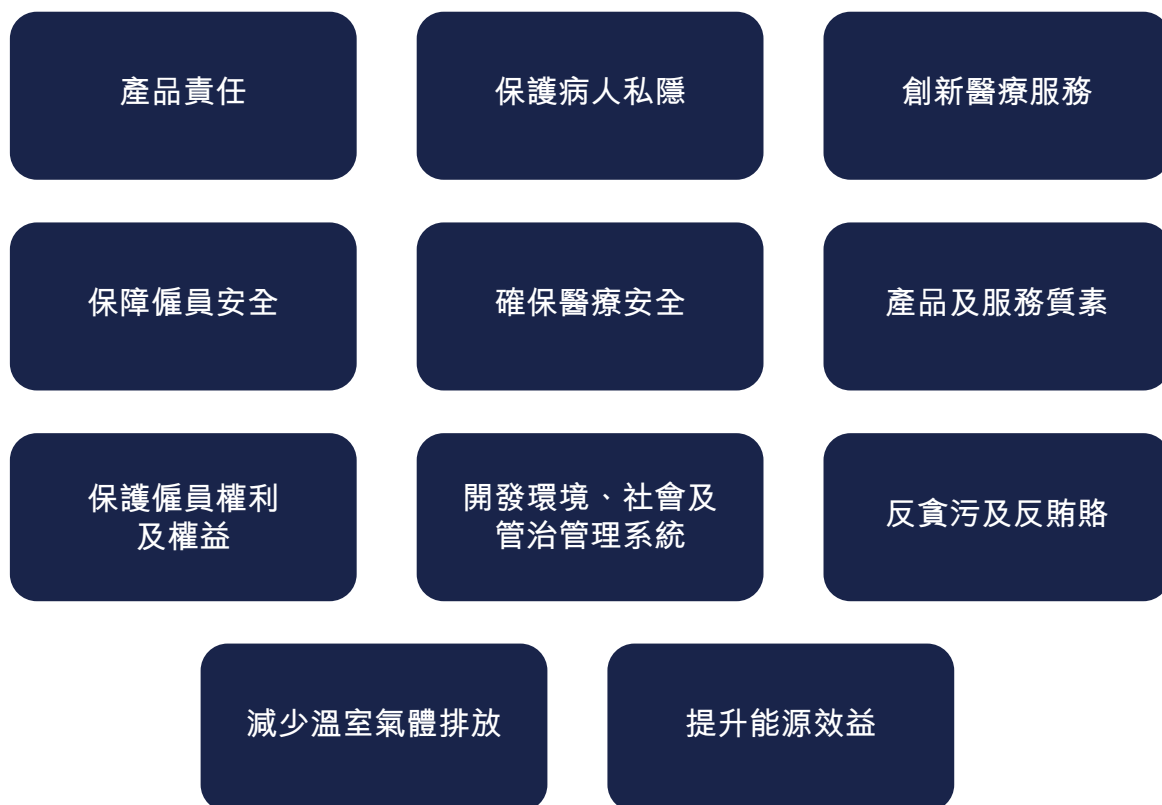 產品責任
保護病人私隱
創新醫療服務
保障僱員安全
確保醫療安全
產品及服務質素
保護僱員權利
及權益
開發環境、社會及
管治管理系統
反貪污及反賄賂
減少溫室氣體排放
提升能源效益